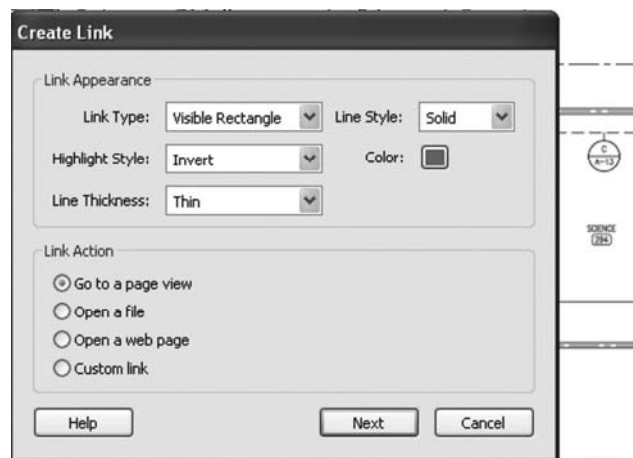 Create Link
Link Appearance
Link Type: Visible Rectangle Line Style: Solid
Highlight Style: Invert Color:
Line Thickness: Thin
Link Action
Go to a page view
Open a file
Open a web page
Custom link
Help Next Cancel
C
A-13
SCIENCE
294